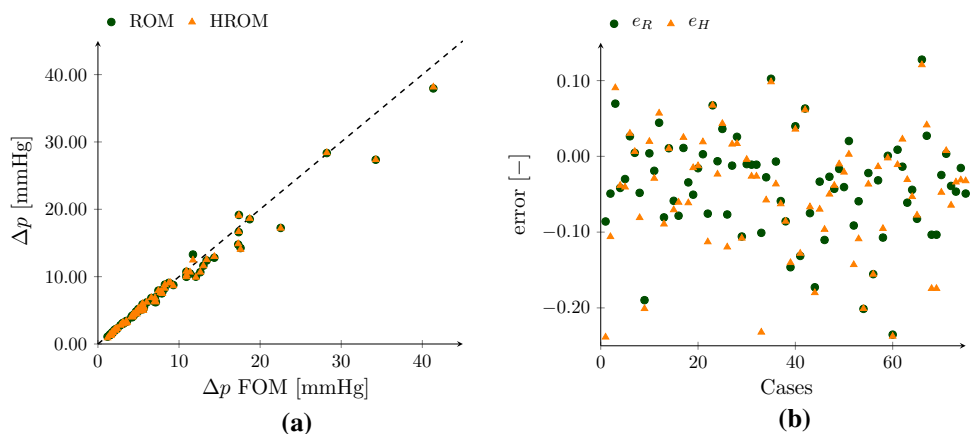 ROM HROM
40.00
30.00
20.00
10.00
0.00
0 10 20 30 40
Δp [mmHg]
Δp FOM [mmHg]
(a)
e_R e_H
0.10
0.00
−0.10
−0.20
0 20 40 60
error [−]
Cases
(b)